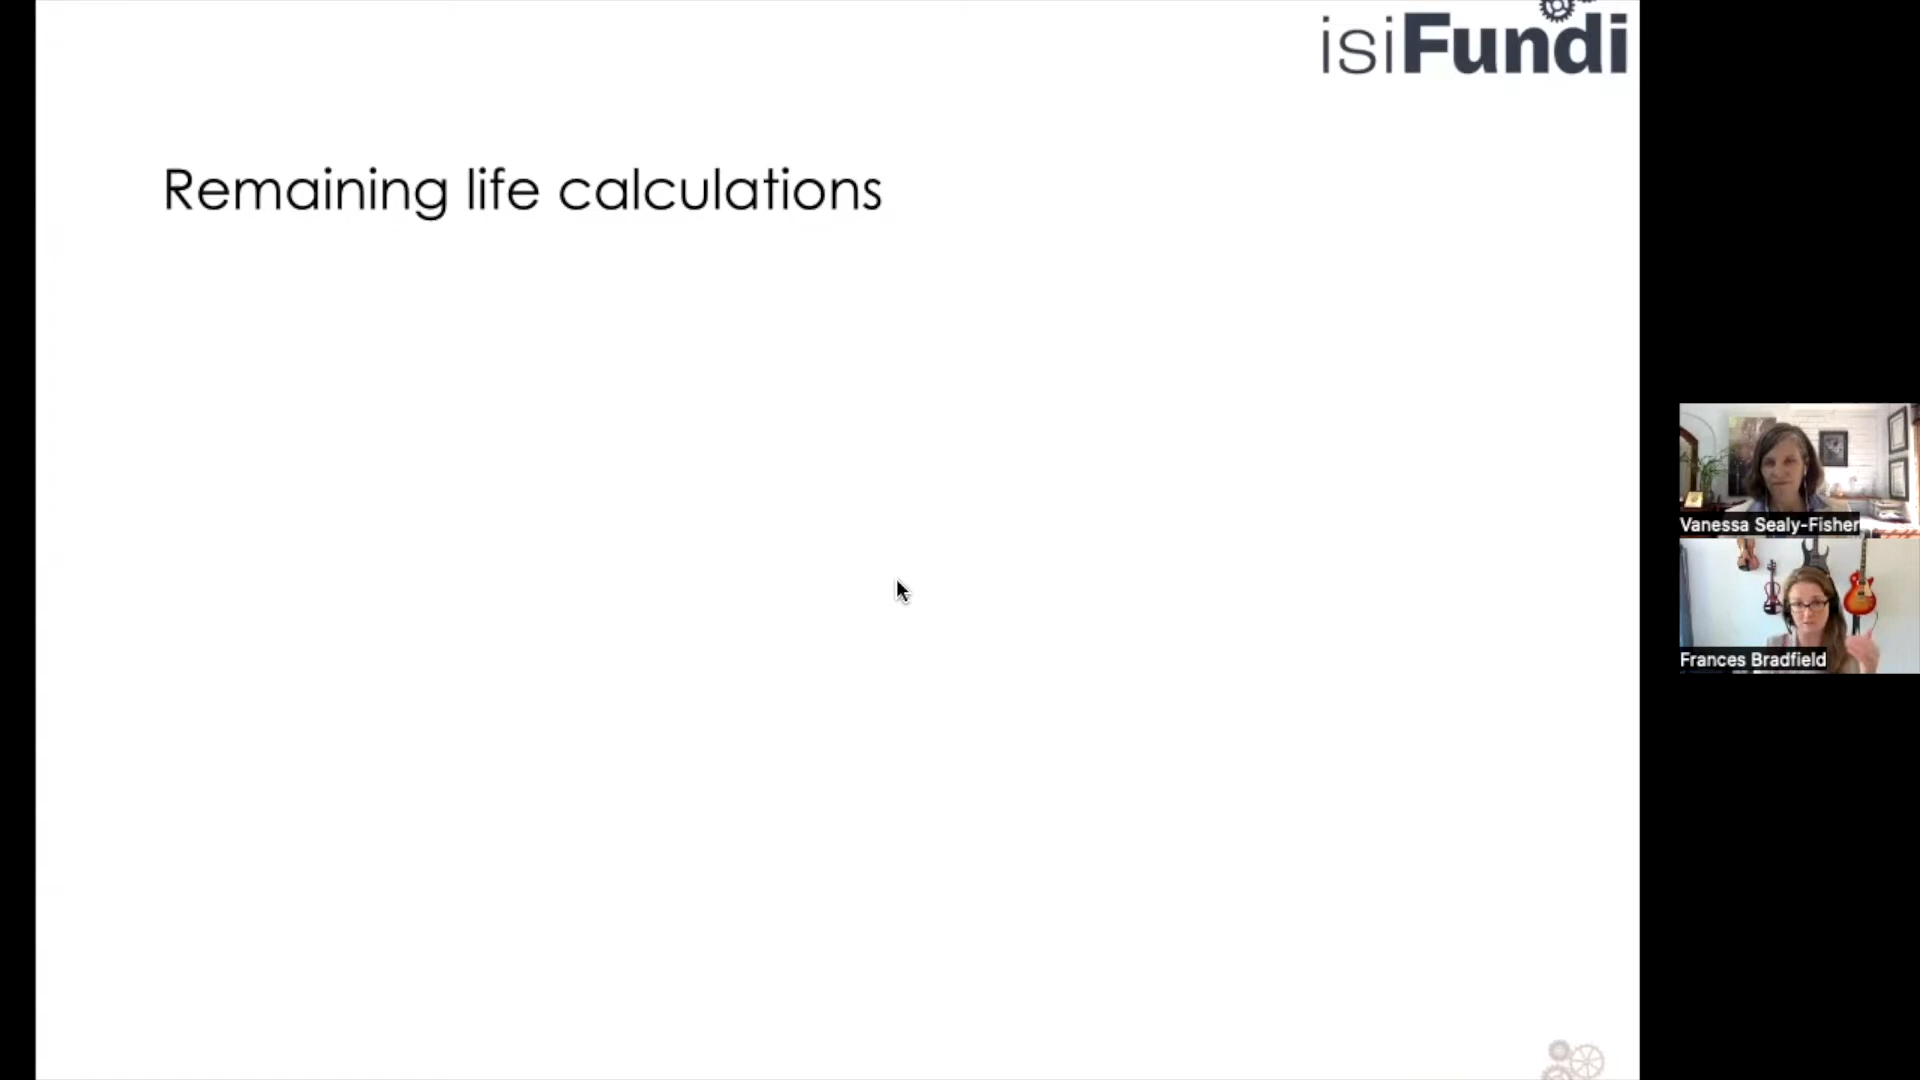 isiFundi
Remaining life calculations
Vanessa Sealy-Fisher
Frances Bradfield